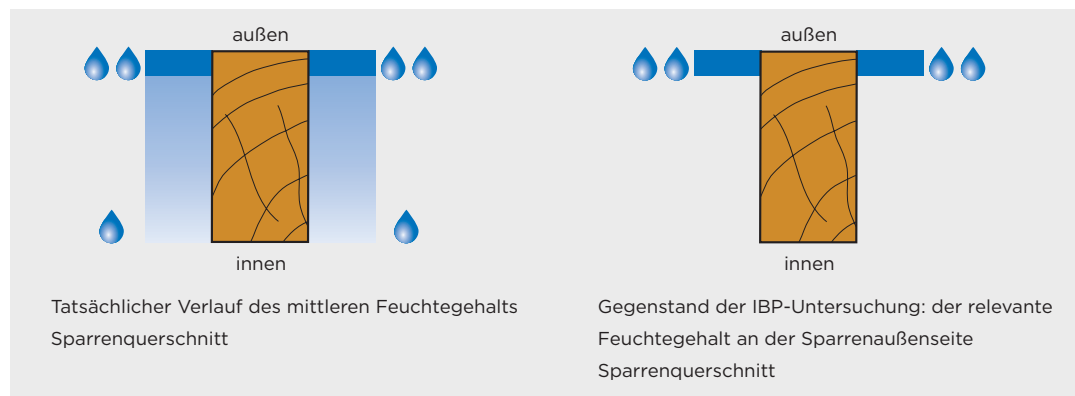 außen
innen
Tatsächlicher Verlauf des mittleren Feuchtegehalts
Sparrenquerschnitt
außen
innen
Gegenstand der IBP-Untersuchung: der relevante
Feuchtegehalt an der Sparrenaußenseite
Sparrenquerschnitt